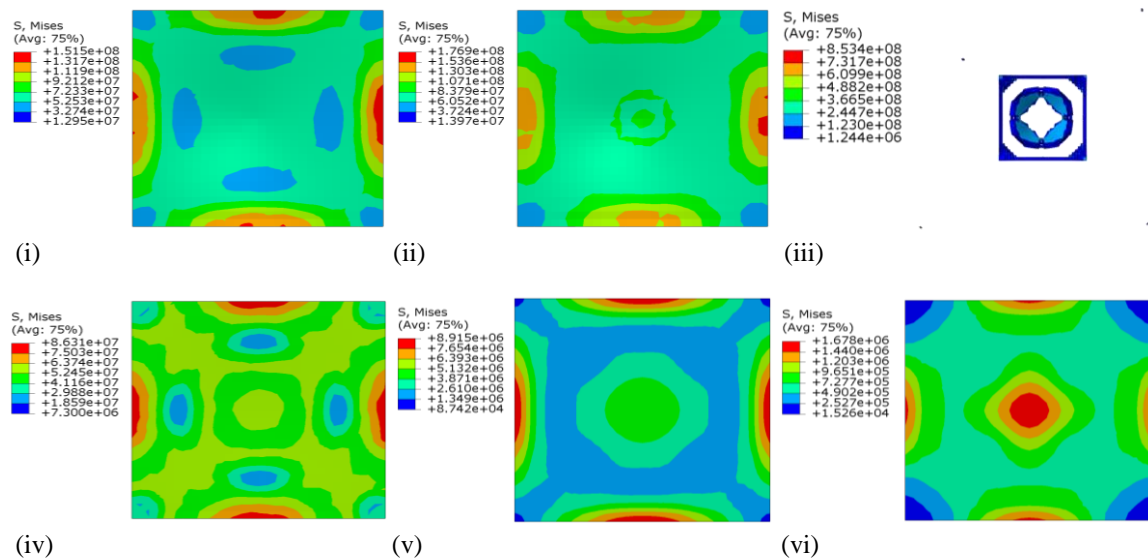 S, Mises
(Avg: 75%)
+1.515e+08
+1.317e+08
+1.119e+08
+9.212e+07
+7.233e+07
+5.253e+07
+3.274e+07
+1.295e+07
(i)
S, Mises
(Avg: 75%)
+1.769e+08
+1.536e+08
+1.303e+08
+1.071e+08
+8.379e+07
+6.052e+07
+3.724e+07
+1.397e+07
(ii)
S, Mises
(Avg: 75%)
+8.534e+08
+7.317e+08
+6.099e+08
+4.882e+08
+3.665e+08
+2.447e+08
+1.230e+08
+1.244e+06
(iii)
S, Mises
(Avg: 75%)
+8.631e+07
+7.503e+07
+6.374e+07
+5.245e+07
+4.116e+07
+2.988e+07
+1.859e+07
+7.300e+06
(iv)
S, Mises
(Avg: 75%)
+8.915e+06
+7.654e+06
+6.393e+06
+5.132e+06
+3.871e+06
+2.610e+06
+1.349e+06
+8.742e+04
(v)
S, Mises
(Avg: 75%)
+1.678e+06
+1.440e+06
+1.203e+06
+9.651e+05
+7.277e+05
+4.902e+05
+2.527e+05
+1.526e+04
(vi)